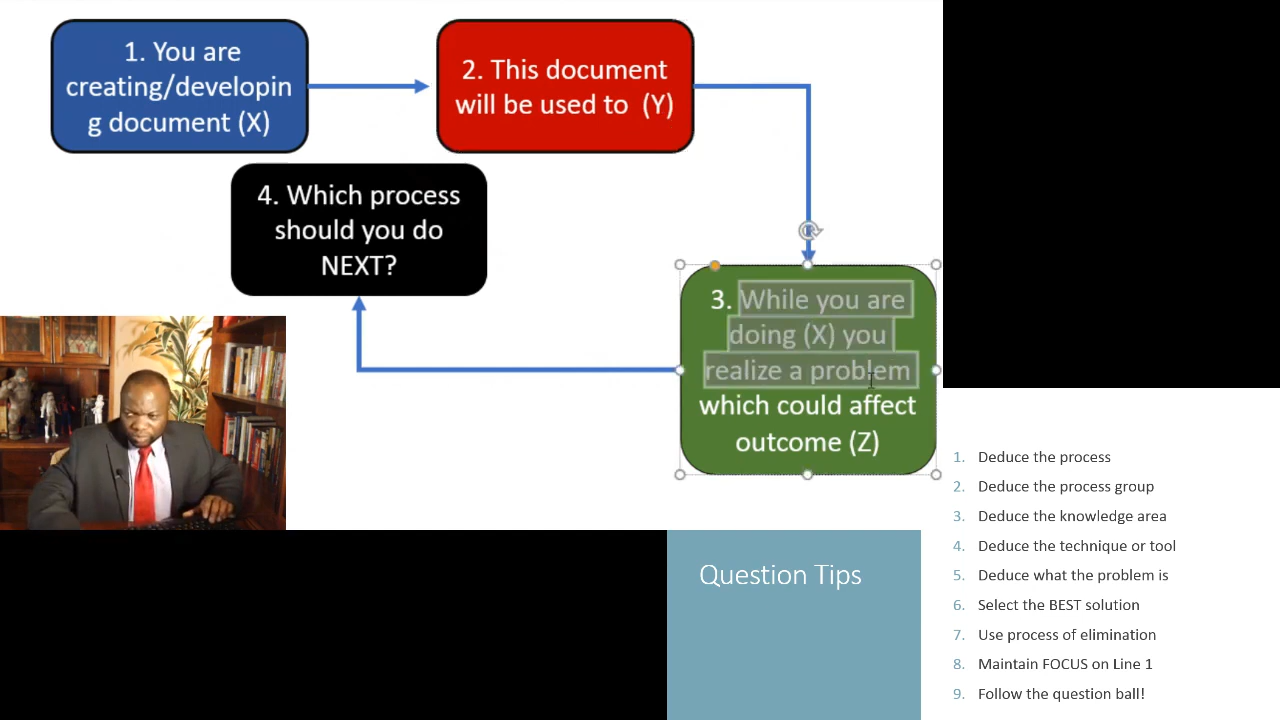 1. You are
creating/developin
g document (X)
2. This document
will be used to (Y)
4. Which process
should you do
NEXT?
3. While you are
doing (X) you
realize a problem
which could affect
outcome (Z)
Question Tips
1. Deduce the process
2. Deduce the process group
3. Deduce the knowledge area
4. Deduce the technique or tool
5. Deduce what the problem is
6. Select the BEST solution
7. Use process of elimination
8. Maintain FOCUS on Line 1
9. Follow the question ball!